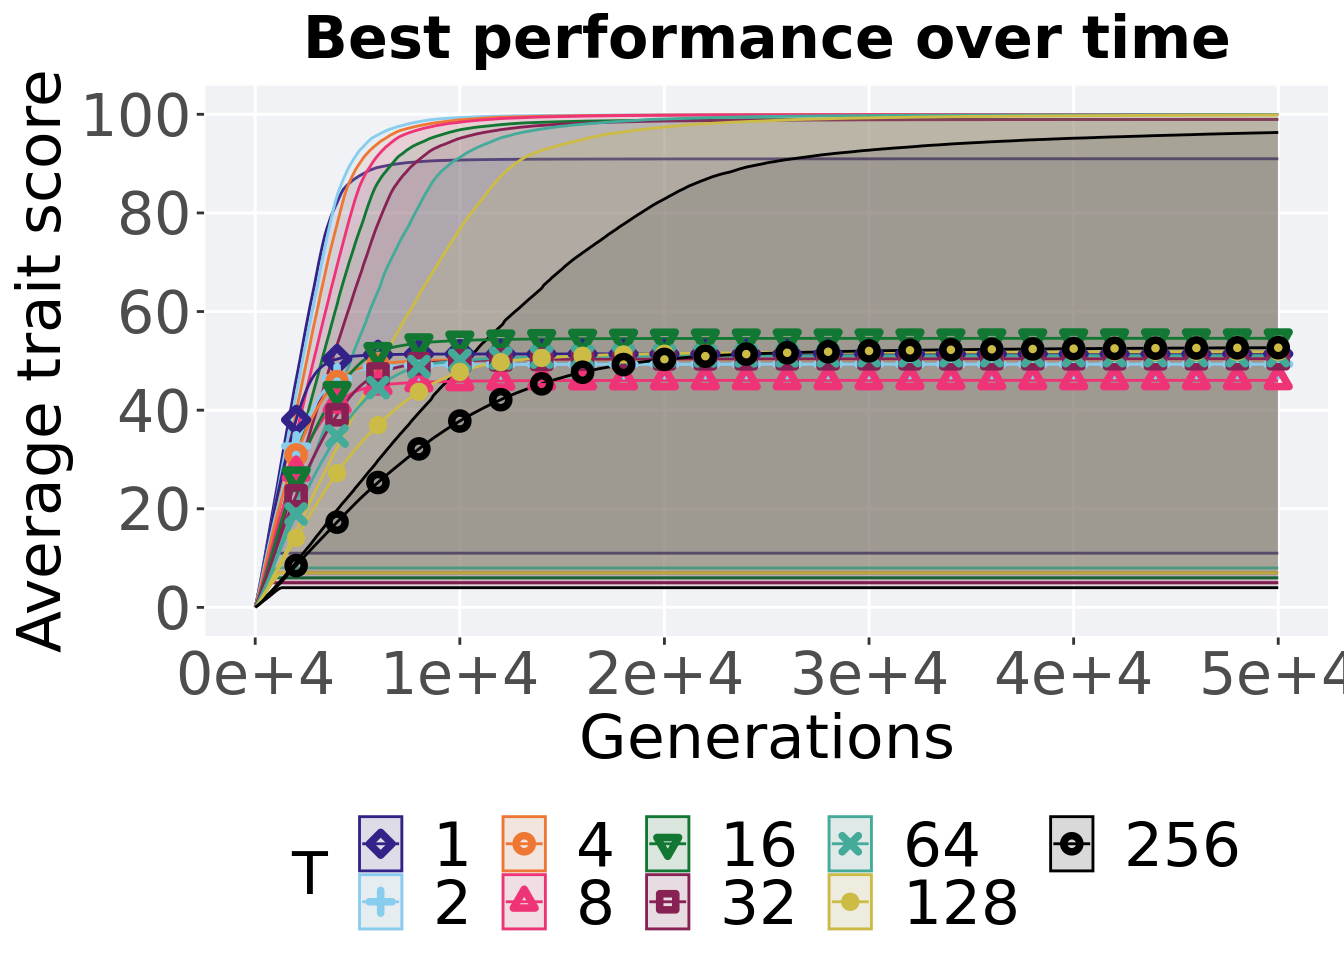 Best performance over time
Average trait score
100
80
60
40
20
0
0e+4 1e+4 2e+4 3e+4 4e+4 5e+4
Generations
T
1 4 16 64 256
2 8 32 128